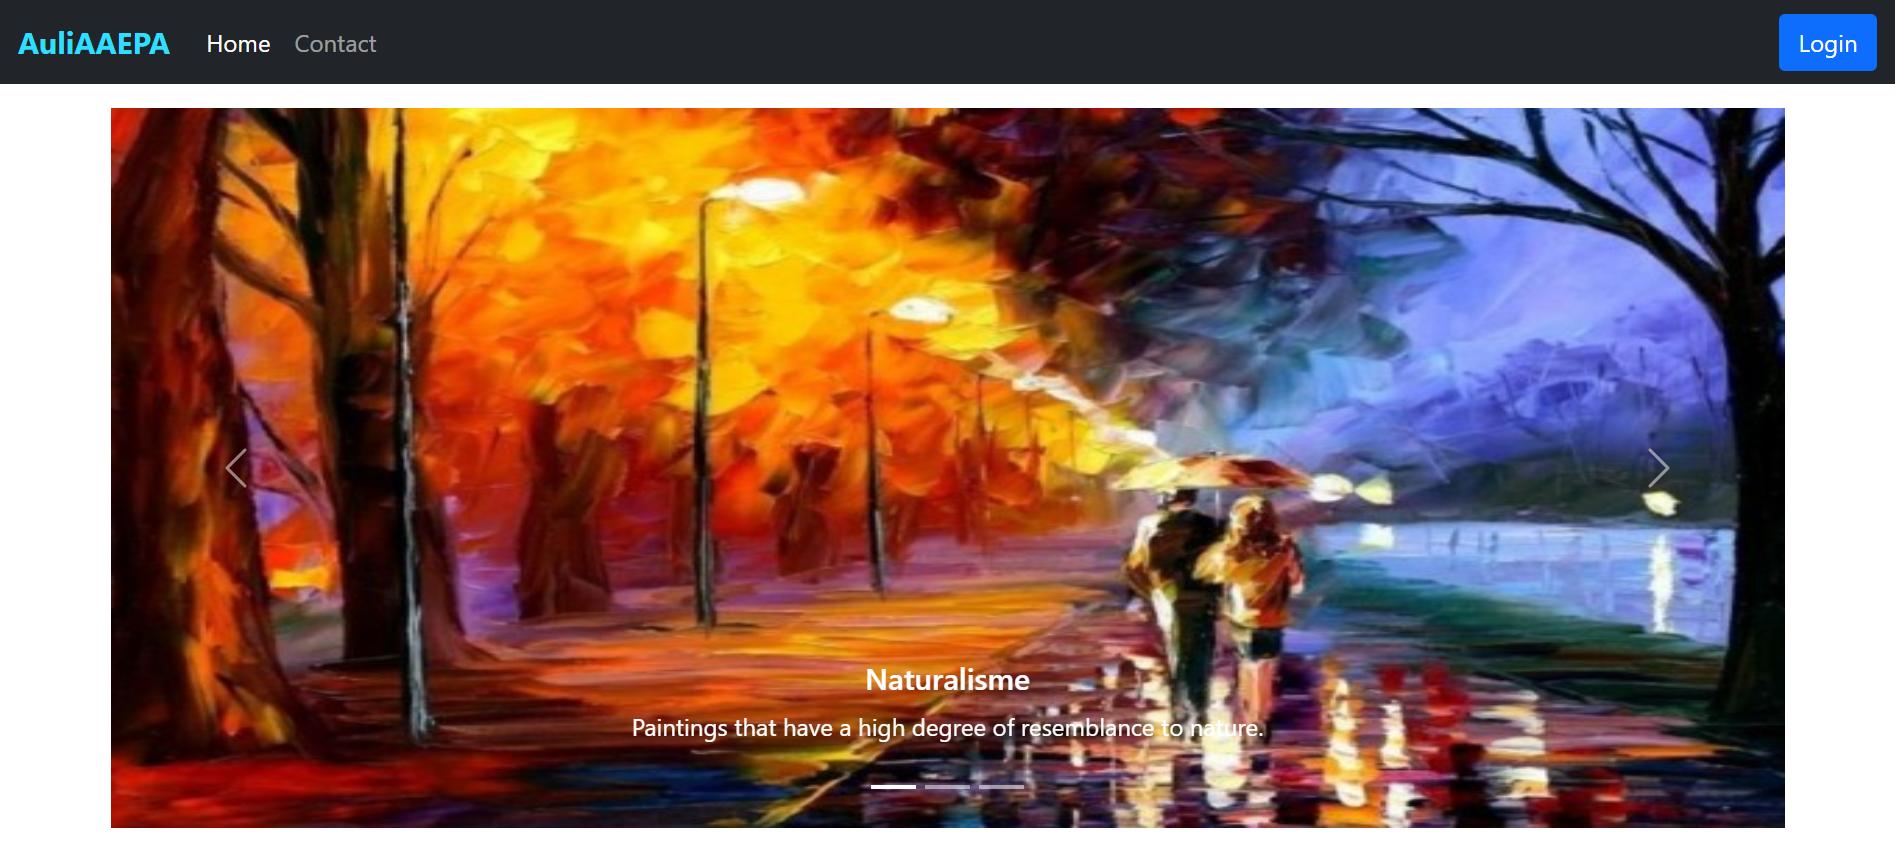 AuliAAEPA Home Contact Login
Naturalisme
Paintings that have a high degree of resemblance to nature.